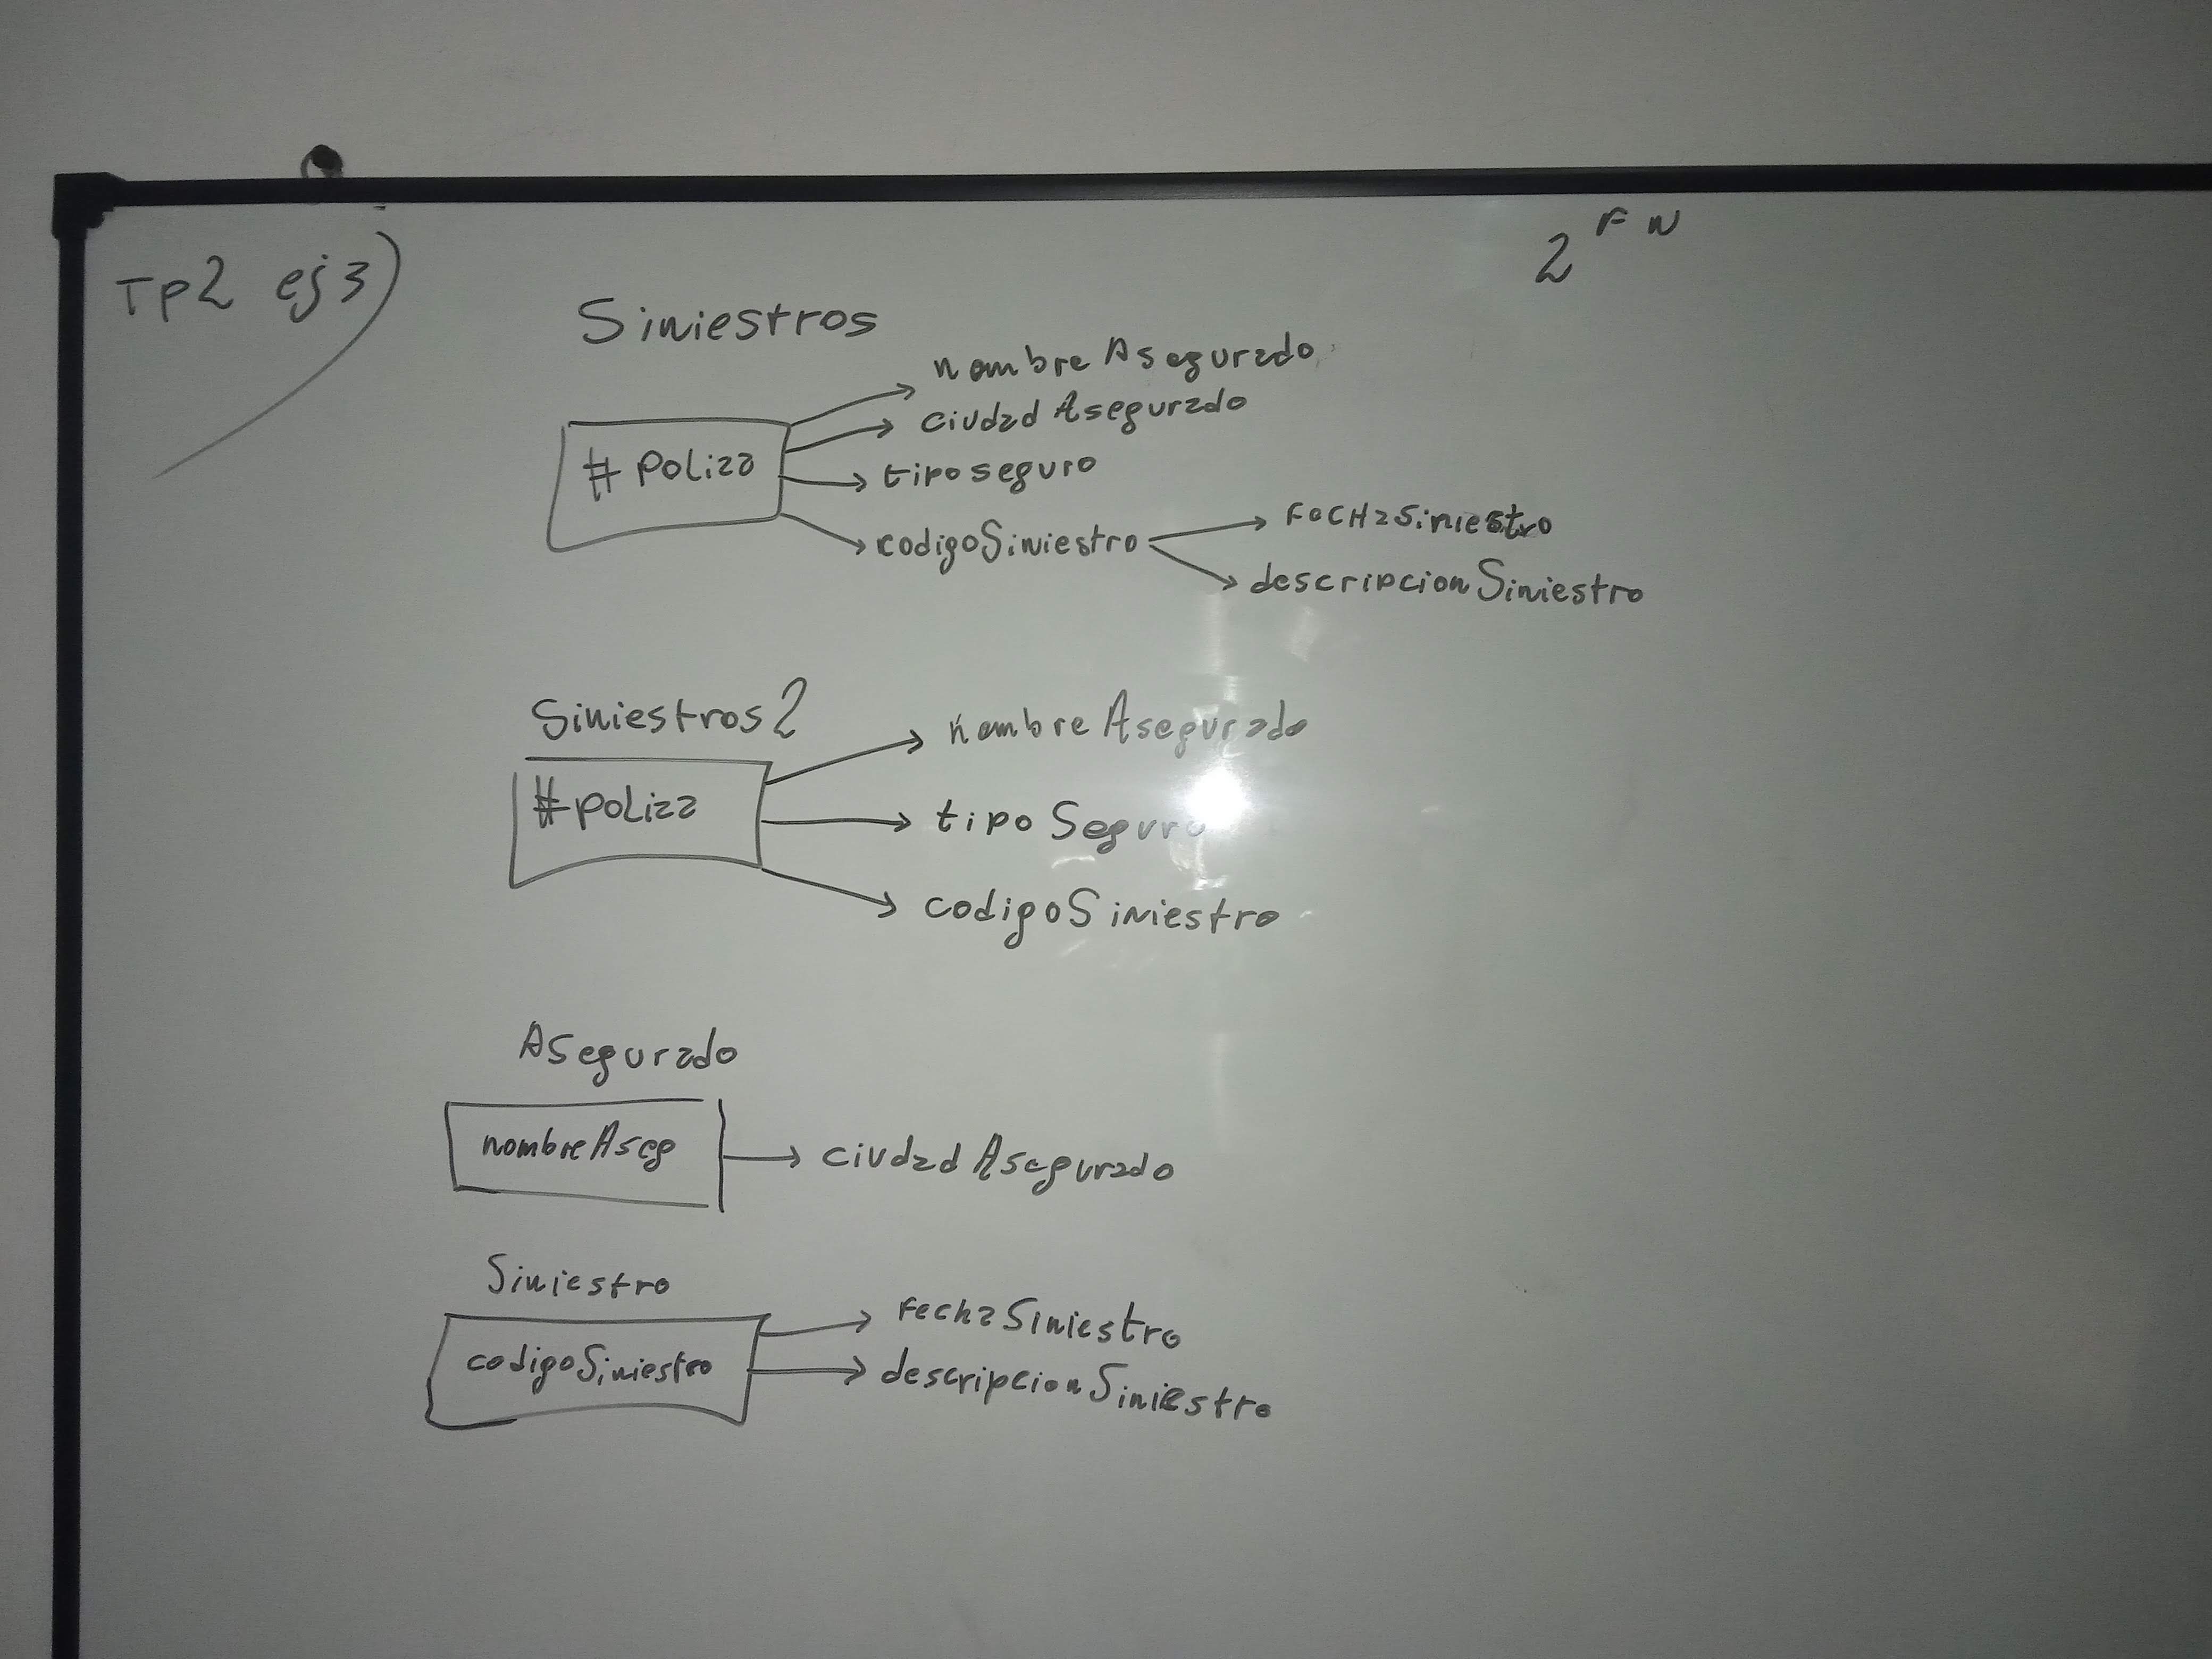 Tp2 ej3)
2 FN
Siniestros
#poliza
nombreAsegurado
ciudadAsegurado
tiposeguro
codigoSiniestro
FecHaSiniestro
descripcionSiniestro
Siniestros2
#poliza
nombreAsegurado
tipoSeguro
codigoSiniestro
Asegurado
nombreAseg
ciudadAsegurado
Siniestro
codigoSiniestro
FechaSiniestro
descripcionSiniestro